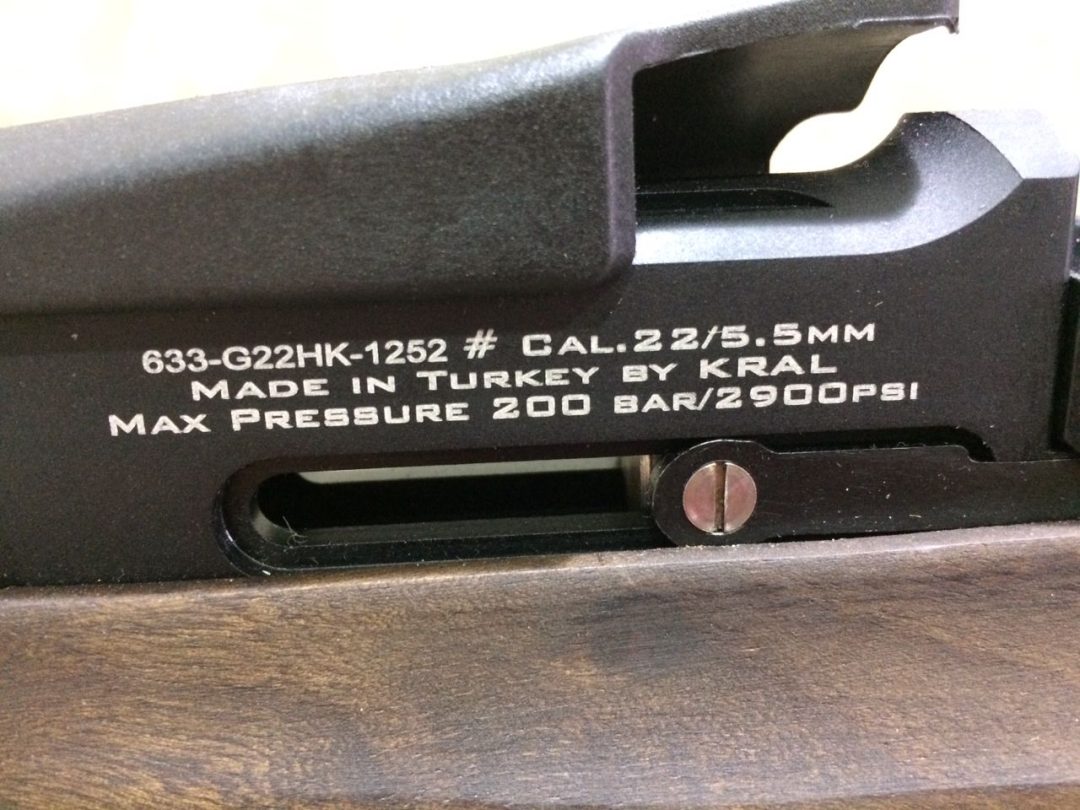 633-G22HK-1252 # CAL.22/5.5MM
MADE IN TURKEY BY KRAL
MAX PRESSURE 200 BAR/2900PSI